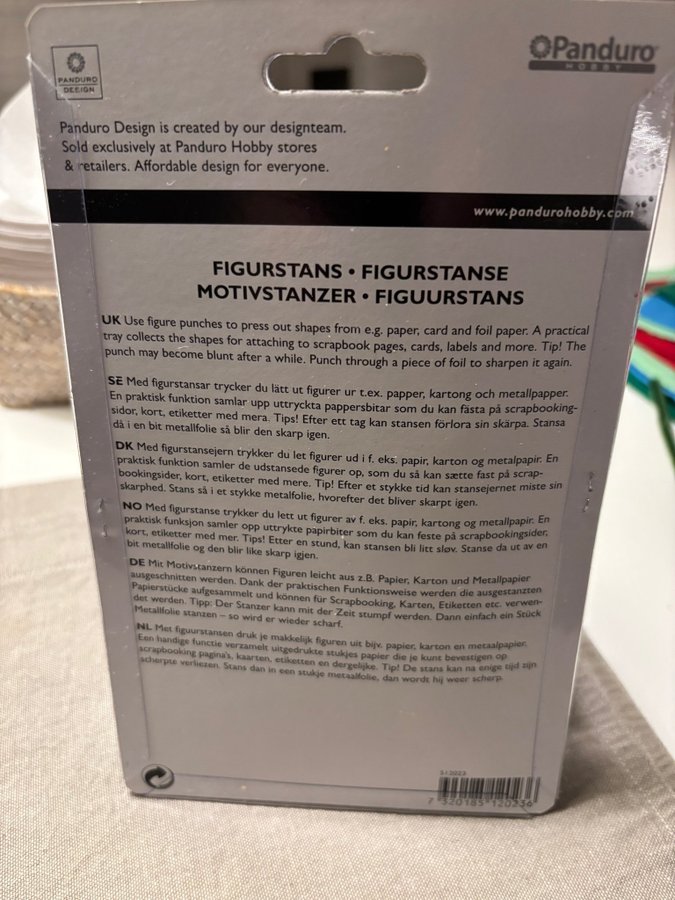 PANDURO
DESIGN
Panduro
HOBBY
Panduro Design is created by our designteam.
Sold exclusively at Panduro Hobby stores
& retailers. Affordable design for everyone.
www.pandurohobby.com
FIGURSTANS • FIGURSTANSE
MOTIVSTANZER • FIGUURSTANS
UK Use figure punches to press out shapes from e.g. paper, card and foil paper. A practical
tray collects the shapes for attaching to scrapbook pages, cards, labels and more. Tip! The
punch may become blunt after a while. Punch through a piece of foil to sharpen it again.
SE Med figurstansar trycker du lätt ut figurer ur t.ex. papper, kartong och metallpapper.
En praktisk funktion samlar upp uttryckta pappersbitar som du kan fästa på scrapbooking-
sidor, kort, etiketter med mera. Tips! Efter ett tag kan stansen förlora sin skärpa. Stansa
då i en bit metallfolie så blir den skarp igen.
DK Med figurstansejern trykker du let figurer ud i f. eks. papir, karton og metalpapir. En
praktisk funktion samler de udstansede figurer op, som du så kan sætte fast på scrap-
bookingsider, kort, etiketter med mere. Tip! Efter et stykke tid kan stansejernet miste sin
skarphed. Stans så i et stykke metalfolie, hvorefter det bliver skarpt igen.
NO Med figurstanse trykker du lett ut figurer av f. eks. papir, kartong og metallpapir. En
praktisk funksjon samler opp uttrykte papirbiter som du kan feste på scrapbookingsider,
kort, etiketter med mer. Tips! Etter en stund, kan stansen bli litt sløv. Stanse da ut av en
bit metallfolie og den blir like skarp igjen.
DE Mit Motivstanzern können Figuren leicht aus z.B. Papier, Karton und Metallpapier
ausgeschnitten werden. Dank der praktischen Funktionsweise werden die ausgestanzten
Papierstücke aufgesammelt und können für Scrapbooking, Karten, Etiketten etc. verwen-
det werden. Tipp: Der Stanzer kann mit der Zeit stumpf werden. Dann einfach ein Stück
Metallfolie stanzen – so wird er wieder scharf.
NL Met figuurstansen druk je makkelijk figuren uit bijv. papier, karton en metaalpapier.
Een handige functie verzamelt uitgedrukte stukjes papier die je kunt bevestigen op
scrapbooking pagina's, kaarten, etiketten en dergelijke. Tip! De stans kan na enige tijd zijn
scherpte verliezen. Stans dan in een stukje metaalfolie, dan wordt hij weer scherp.
512023
7 320185 120236